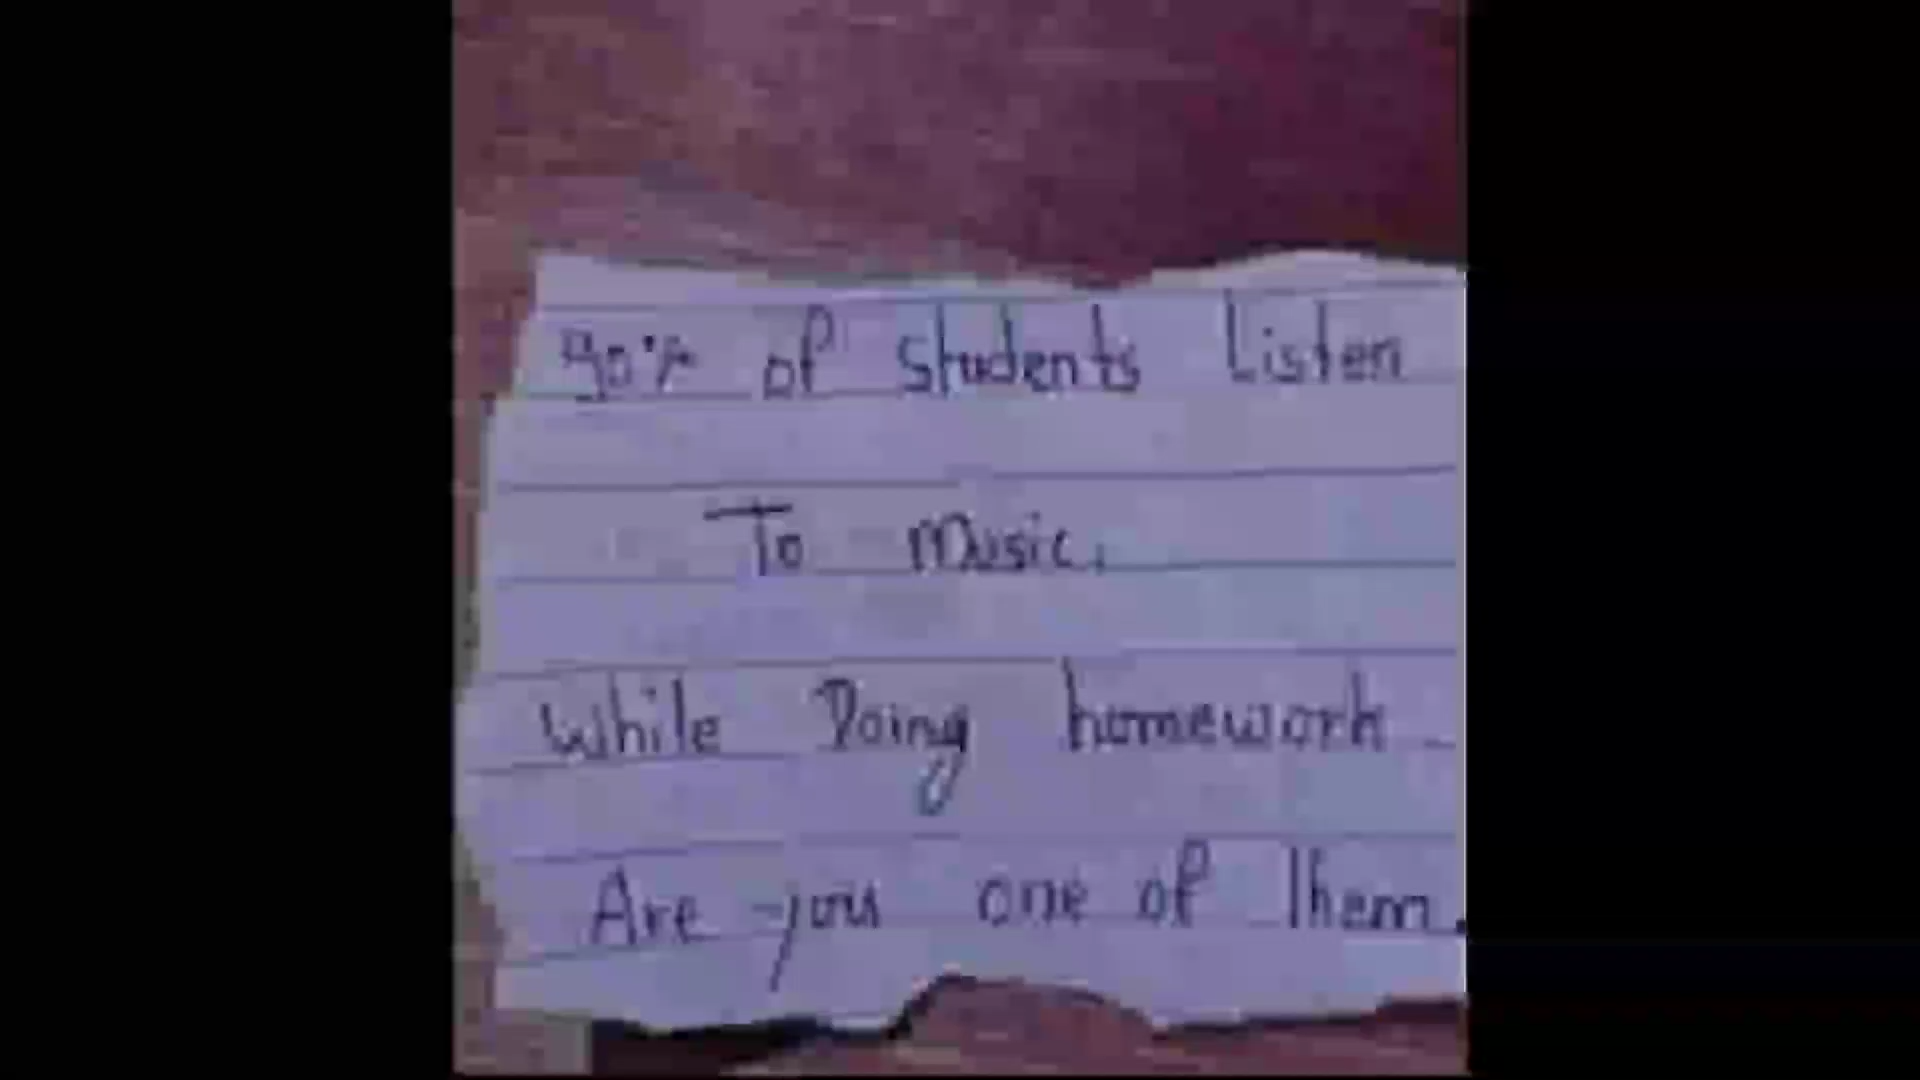 90% of students Listen
To music.
While Doing homework
Are you one of Them.